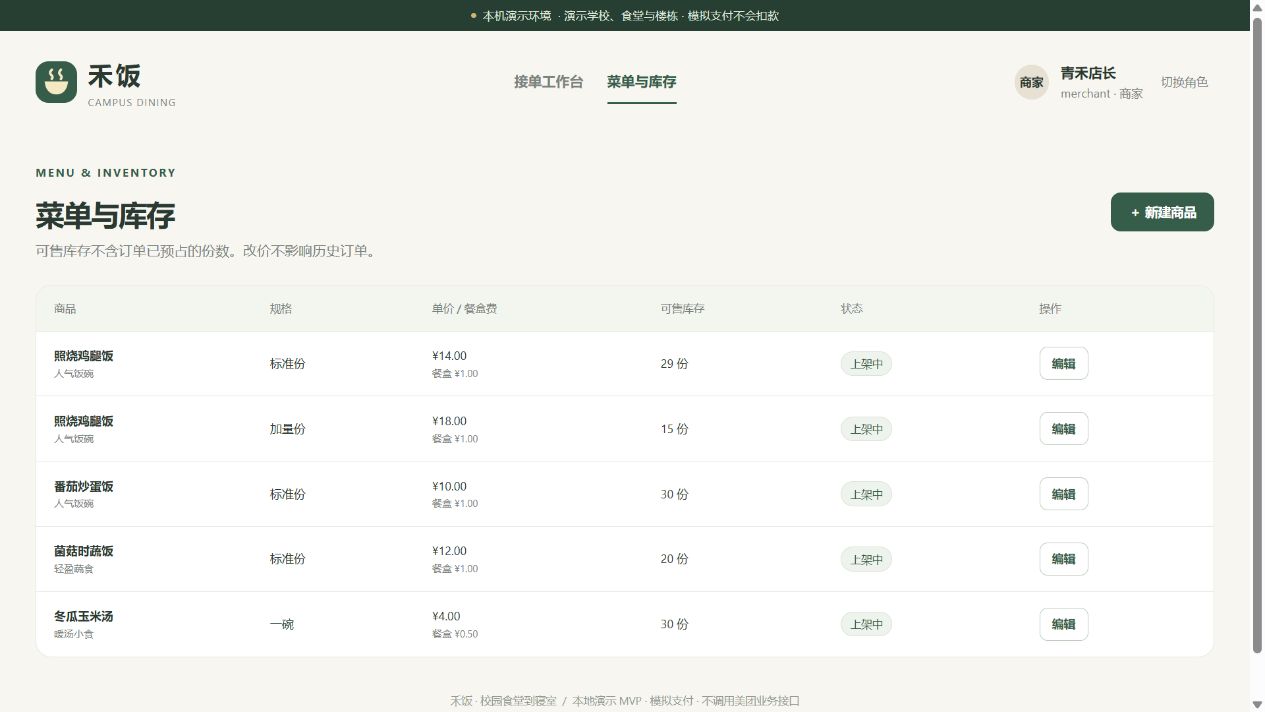 本机演示环境 · 演示学校、食堂与楼栋 · 模拟支付不会扣款
禾饭
CAMPUS DINING
接单工作台 菜单与库存
商家
青禾店长
merchant · 商家
切换角色
MENU & INVENTORY
菜单与库存
可售库存不含订单已预占的份数。改价不影响历史订单。
+ 新建商品
商品 规格 单价 / 餐盒费 可售库存 状态 操作
照烧鸡腿饭
人气饭碗
标准份
¥14.00
餐盒 ¥1.00
29 份
上架中
编辑
照烧鸡腿饭
人气饭碗
加量份
¥18.00
餐盒 ¥1.00
15 份
上架中
编辑
番茄炒蛋饭
人气饭碗
标准份
¥10.00
餐盒 ¥1.00
30 份
上架中
编辑
菌菇时蔬饭
轻盈蔬食
标准份
¥12.00
餐盒 ¥1.00
20 份
上架中
编辑
冬瓜玉米汤
暖汤小食
一碗
¥4.00
餐盒 ¥0.50
30 份
上架中
编辑
禾饭 · 校园食堂到寝室 / 本地演示 MVP · 模拟支付 · 不调用美团业务接口